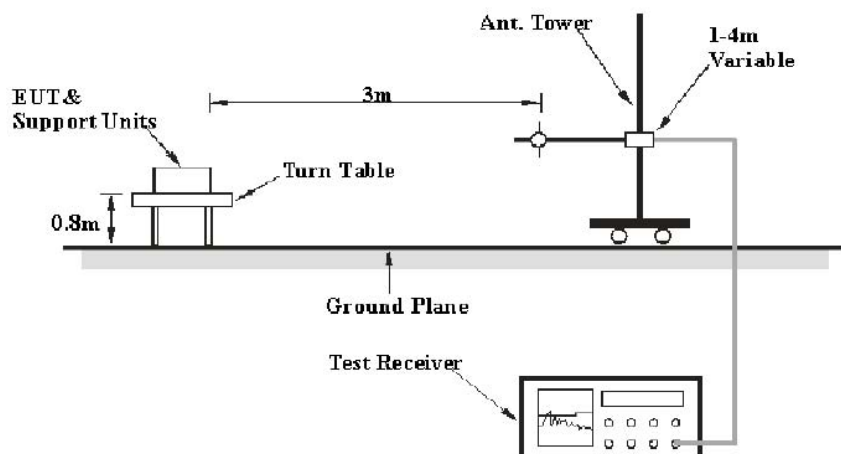 Ant. Tower
1-4m
Variable
3m
EUT&
Support Units
Turn Table
0.8m
Ground Plane
Test Receiver